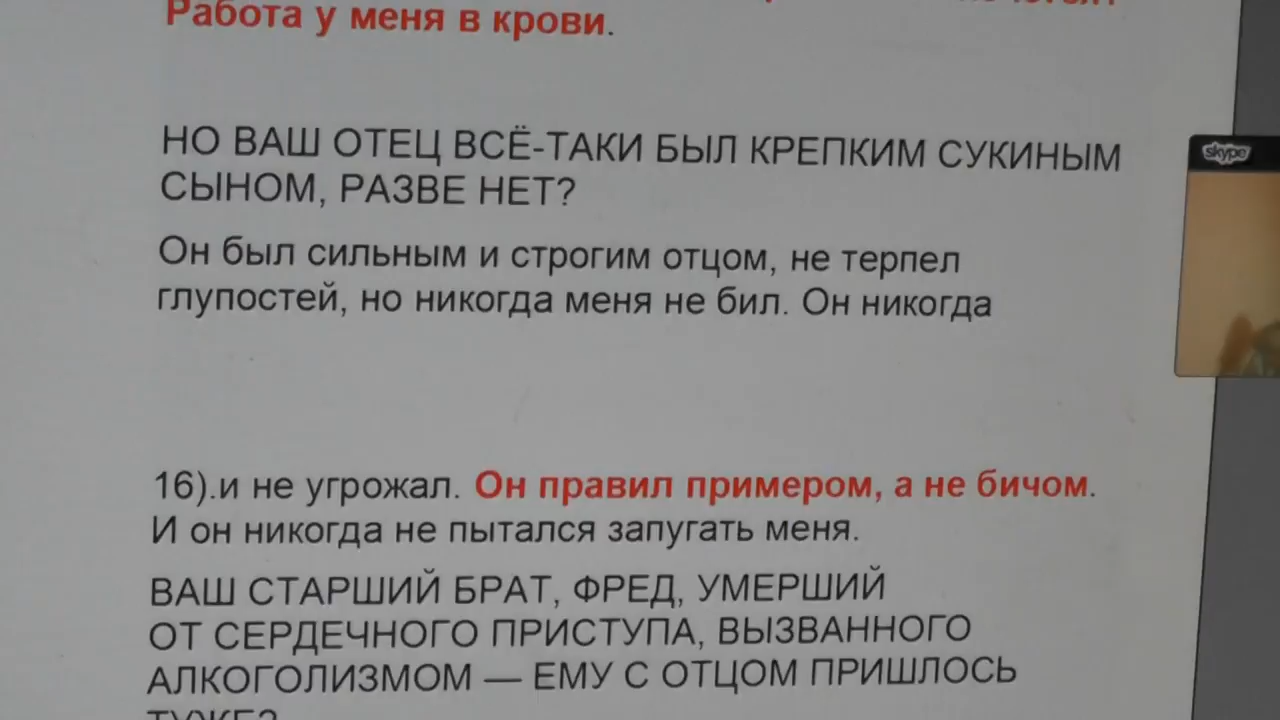 Работа у меня в крови.
НО ВАШ ОТЕЦ ВСЁ-ТАКИ БЫЛ КРЕПКИМ СУКИНЫМ
СЫНОМ, РАЗВЕ НЕТ?
Он был сильным и строгим отцом, не терпел
глупостей, но никогда меня не бил. Он никогда
16).и не угрожал. Он правил примером, а не бичом.
И он никогда не пытался запугать меня.
ВАШ СТАРШИЙ БРАТ, ФРЕД, УМЕРШИЙ
ОТ СЕРДЕЧНОГО ПРИСТУПА, ВЫЗВАННОГО
АЛКОГОЛИЗМОМ — ЕМУ С ОТЦОМ ПРИШЛОСЬ
ТУЖЕ?
skype